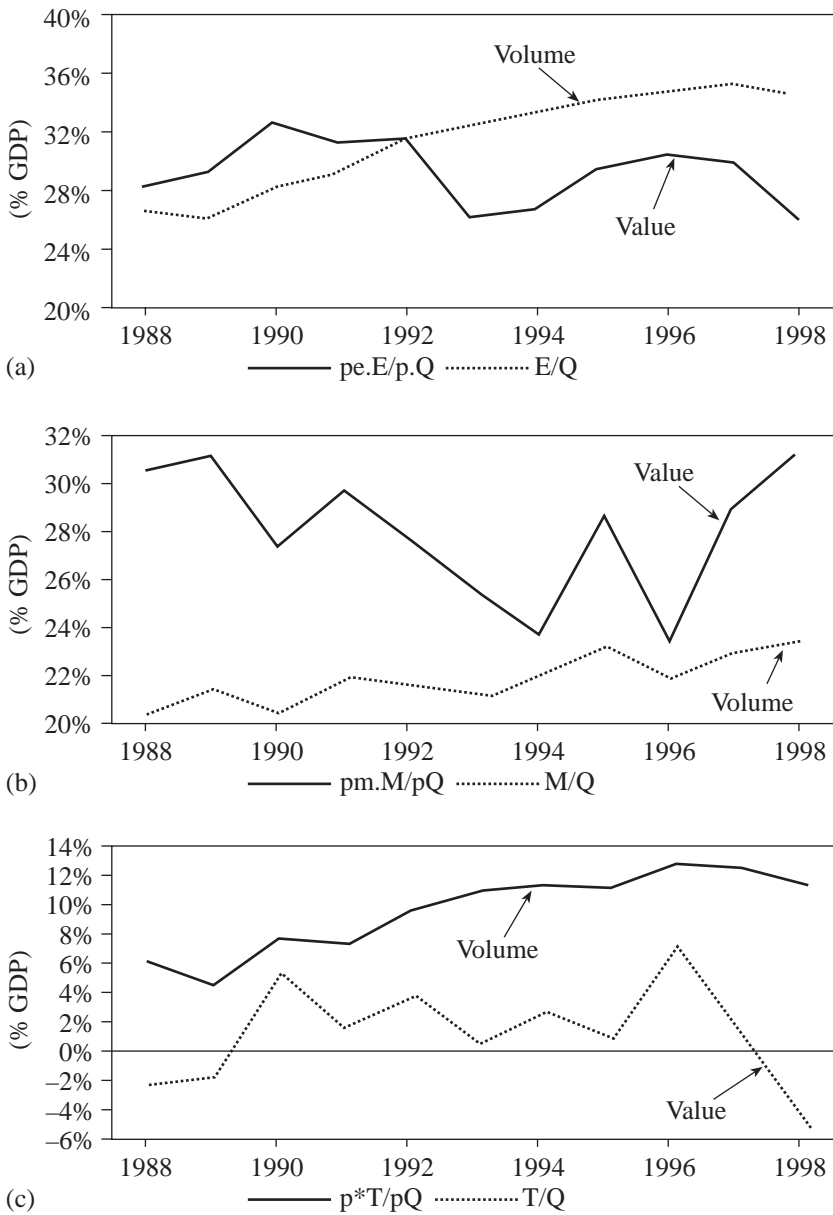 40%
36%
32%
28%
24%
20%
(% GDP)
Volume
Value
1988 1990 1992 1994 1996 1998
(a)
pe.E/p.Q E/Q
32%
30%
28%
26%
24%
22%
20%
(% GDP)
Value
Volume
1988 1990 1992 1994 1996 1998
(b)
pm.M/pQ M/Q
14%
12%
10%
8%
6%
4%
2%
0%
–2%
–4%
–6%
(% GDP)
Volume
Value
1988 1990 1992 1994 1996 1998
(c)
p*T/pQ T/Q